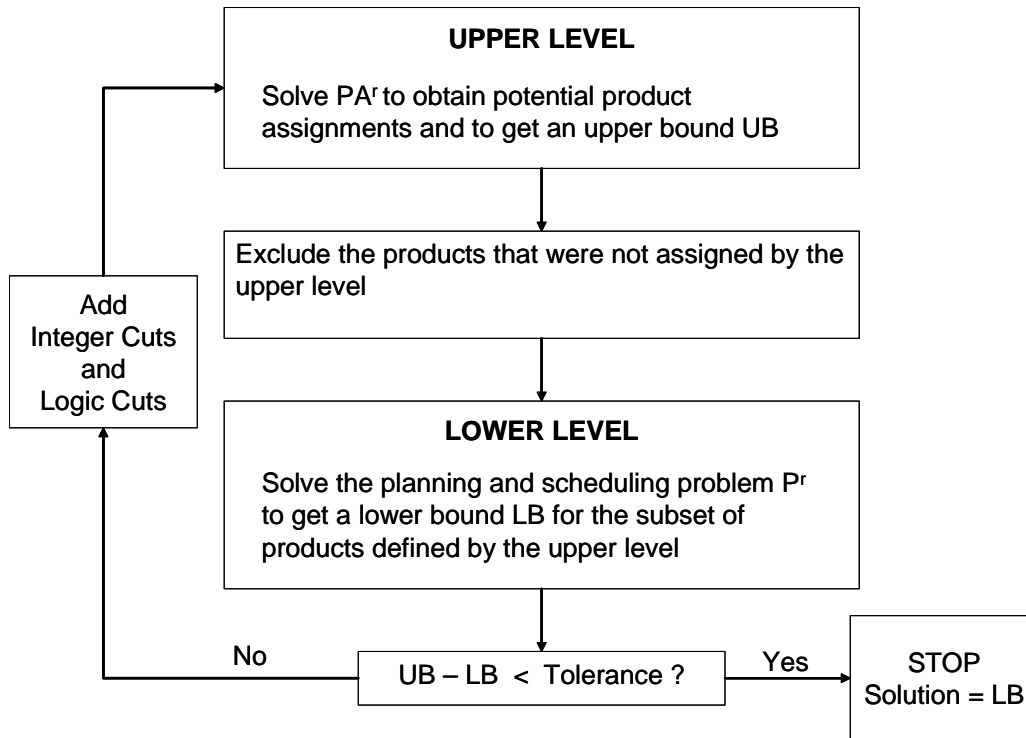 UPPER LEVEL
Solve PAʳ to obtain potential product
assignments and to get an upper bound UB
Exclude the products that were not assigned by the
upper level
Add
Integer Cuts
and
Logic Cuts
LOWER LEVEL
Solve the planning and scheduling problem Pʳ
to get a lower bound LB for the subset of
products defined by the upper level
No
UB – LB < Tolerance ?
Yes
STOP
Solution = LB